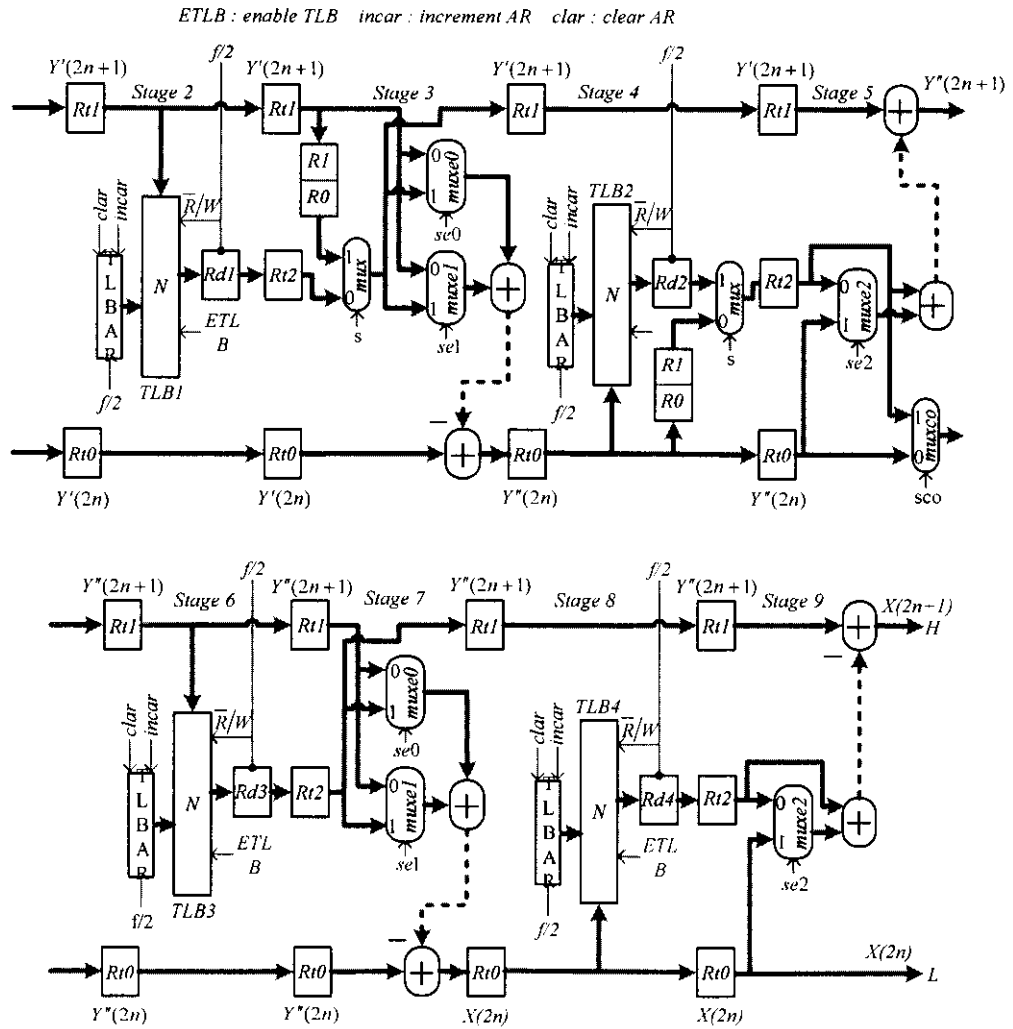 ETLB : enable TLB incar : increment AR clar : clear AR
f/2
f/2
Y'(2n+1)
Stage 2
Y'(2n+1)
Stage 3
Y'(2n+1)
Stage 4
Y'(2n+1)
Stage 5
Y''(2n+1)
Rt1
Rt1
Rt1
Rt1
+
R1
R0
0
1
muxe0
se0
TLB2
clar
incar
R̅/W
clar
incar
R̅/W
TLBAR
N
Rd1
Rt2
1
0
mux
s
0
1
muxe1
se1
+
TLBAR
N
Rd2
1
0
mux
s
Rt2
0
1
muxe2
se2
+
ETL
B
f/2
TLB1
f/2
R1
R0
1
0
muxco
sco
–
Rt0
Rt0
+
Rt0
Rt0
Y'(2n)
Y'(2n)
Y''(2n)
Y''(2n)
f/2
f/2
Y''(2n+1)
Stage 6
Y''(2n+1)
Stage 7
Y''(2n+1)
Stage 8
Y''(2n+1)
Stage 9
X(2n+1)
Rt1
Rt1
Rt1
Rt1
+
H
–
0
1
muxe0
se0
TLB4
clar
incar
R̅/W
clar
incar
R̅/W
TLBAR
N
Rd3
Rt2
0
1
muxe1
se1
+
TLBAR
N
Rd4
Rt2
0
1
muxe2
se2
+
ETL
B
ETL
B
f/2
TLB3
f/2
–
X(2n)
Rt0
Rt0
+
Rt0
Rt0
L
Y''(2n)
Y''(2n)
X(2n)
X(2n)